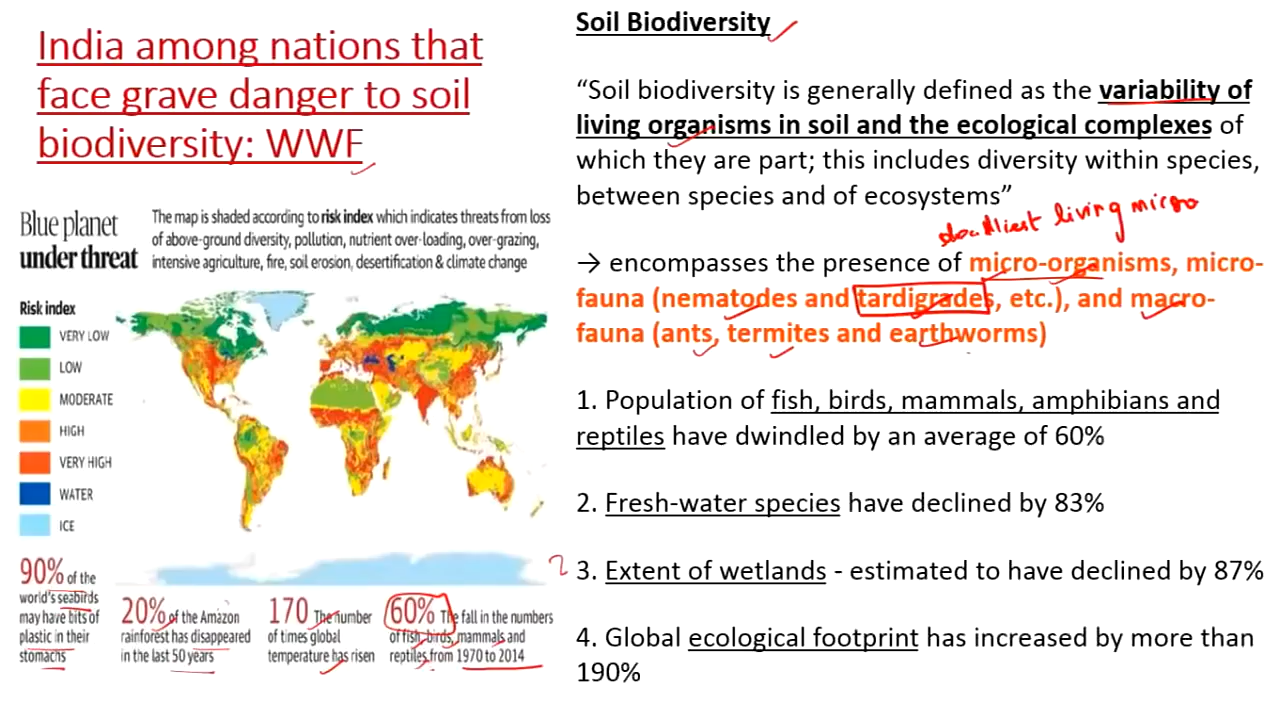 India among nations that
face grave danger to soil
biodiversity: WWF
Blue planet
under threat
The map is shaded according to risk index which indicates threats from loss
of above-ground diversity, pollution, nutrient over-loading, over-grazing,
intensive agriculture, fire, soil erosion, desertification & climate change
Risk index
VERY LOW
LOW
MODERATE
HIGH
VERY HIGH
WATER
ICE
90% of the
world's seabirds
may have bits of
plastic in their
stomachs
20% of the Amazon
rainforest has disappeared
in the last 50 years
170 The number
of times global
temperature has risen
60% The fall in the numbers
of fish, birds, mammals and
reptiles from 1970 to 2014
Soil Biodiversity
“Soil biodiversity is generally defined as the variability of
living organisms in soil and the ecological complexes of
which they are part; this includes diversity within species,
between species and of ecosystems”
living micro
→ encompasses the presence of micro-organisms, micro-
fauna (nematodes and tardigrades, etc.), and macro-
fauna (ants, termites and earthworms)
1. Population of fish, birds, mammals, amphibians and
reptiles have dwindled by an average of 60%
2. Fresh-water species have declined by 83%
3. Extent of wetlands - estimated to have declined by 87%
4. Global ecological footprint has increased by more than
190%